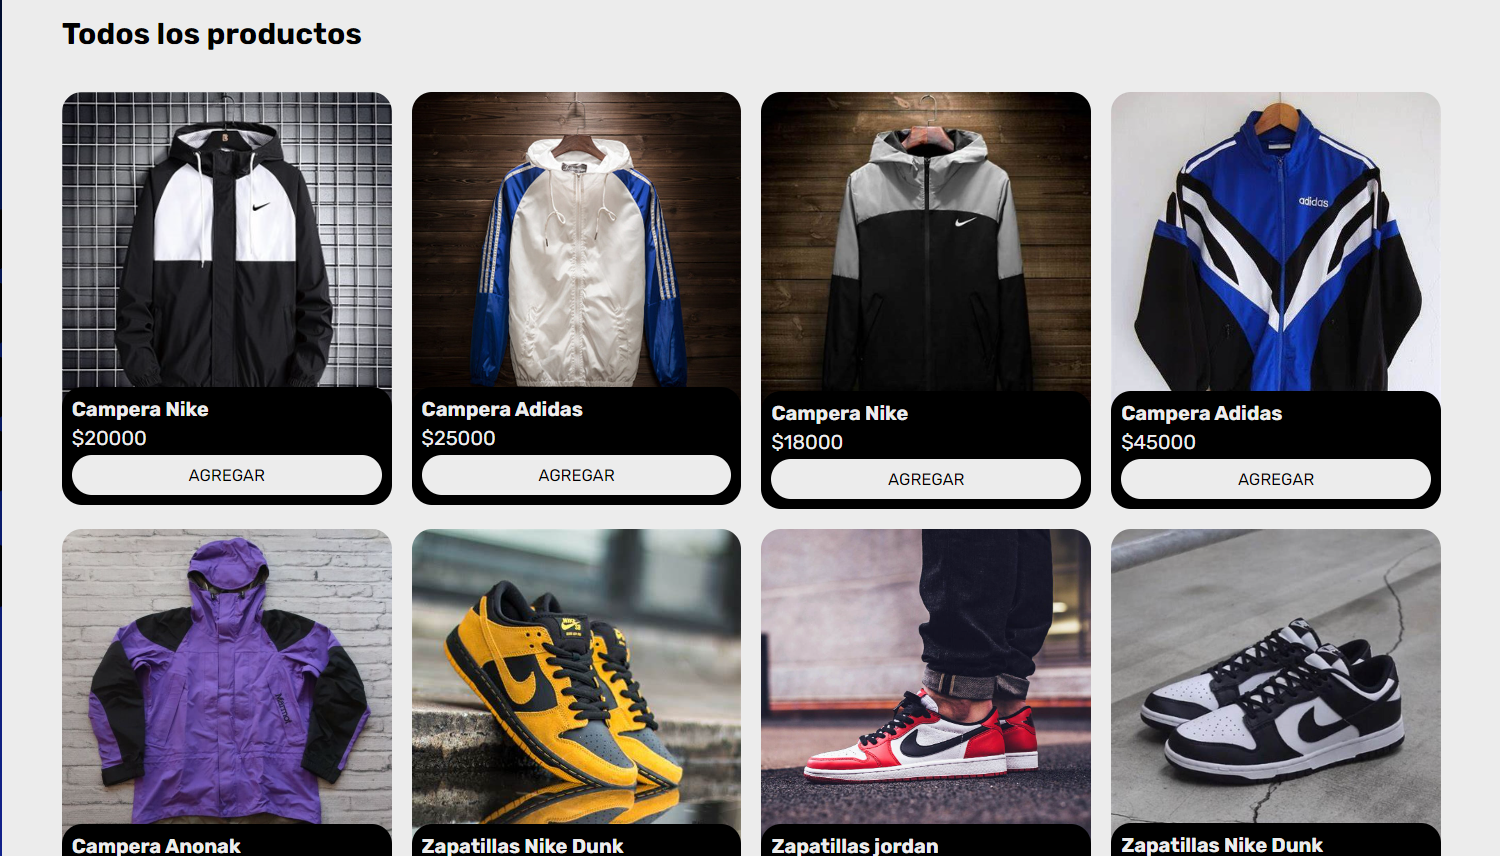 Todos los productos
adidas
Campera Nike
$20000
AGREGAR
Campera Adidas
$25000
AGREGAR
Campera Nike
$18000
AGREGAR
Campera Adidas
$45000
AGREGAR
Marmot
Campera Anonak
Zapatillas Nike Dunk
Zapatillas jordan
Zapatillas Nike Dunk